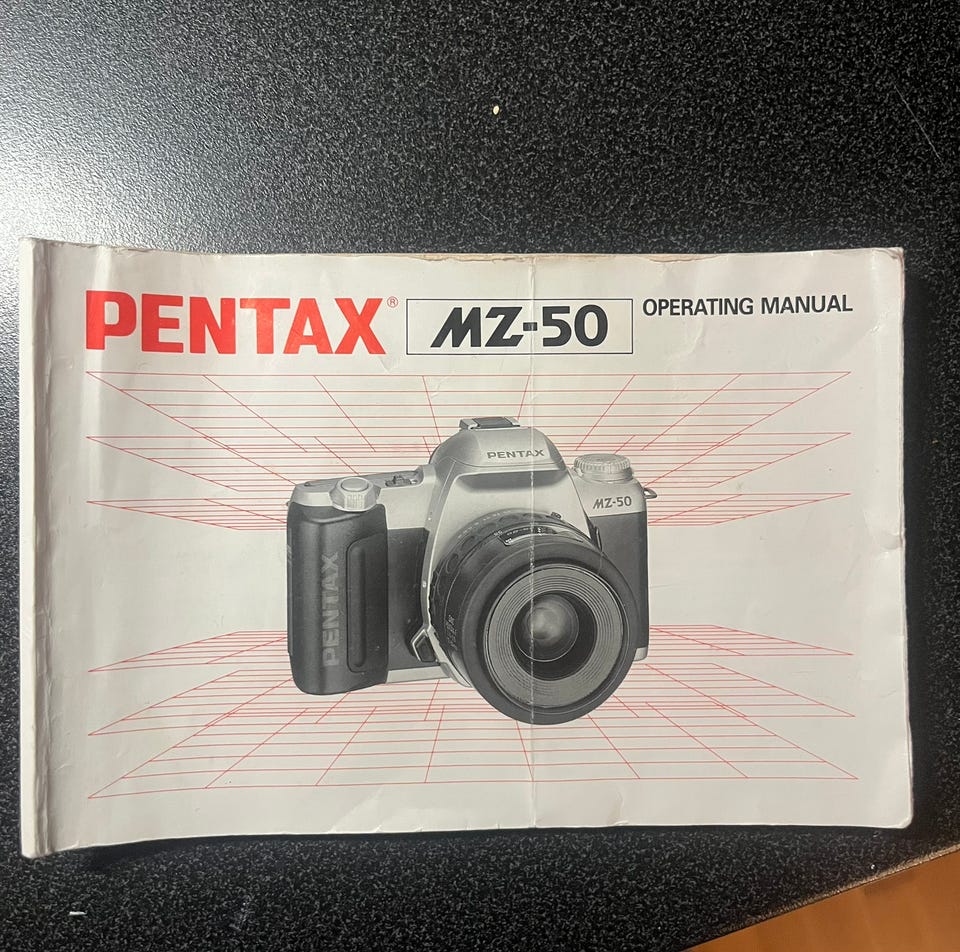 PENTAX® MZ-50 OPERATING MANUAL
PENTAX
MZ-50
PENTAX